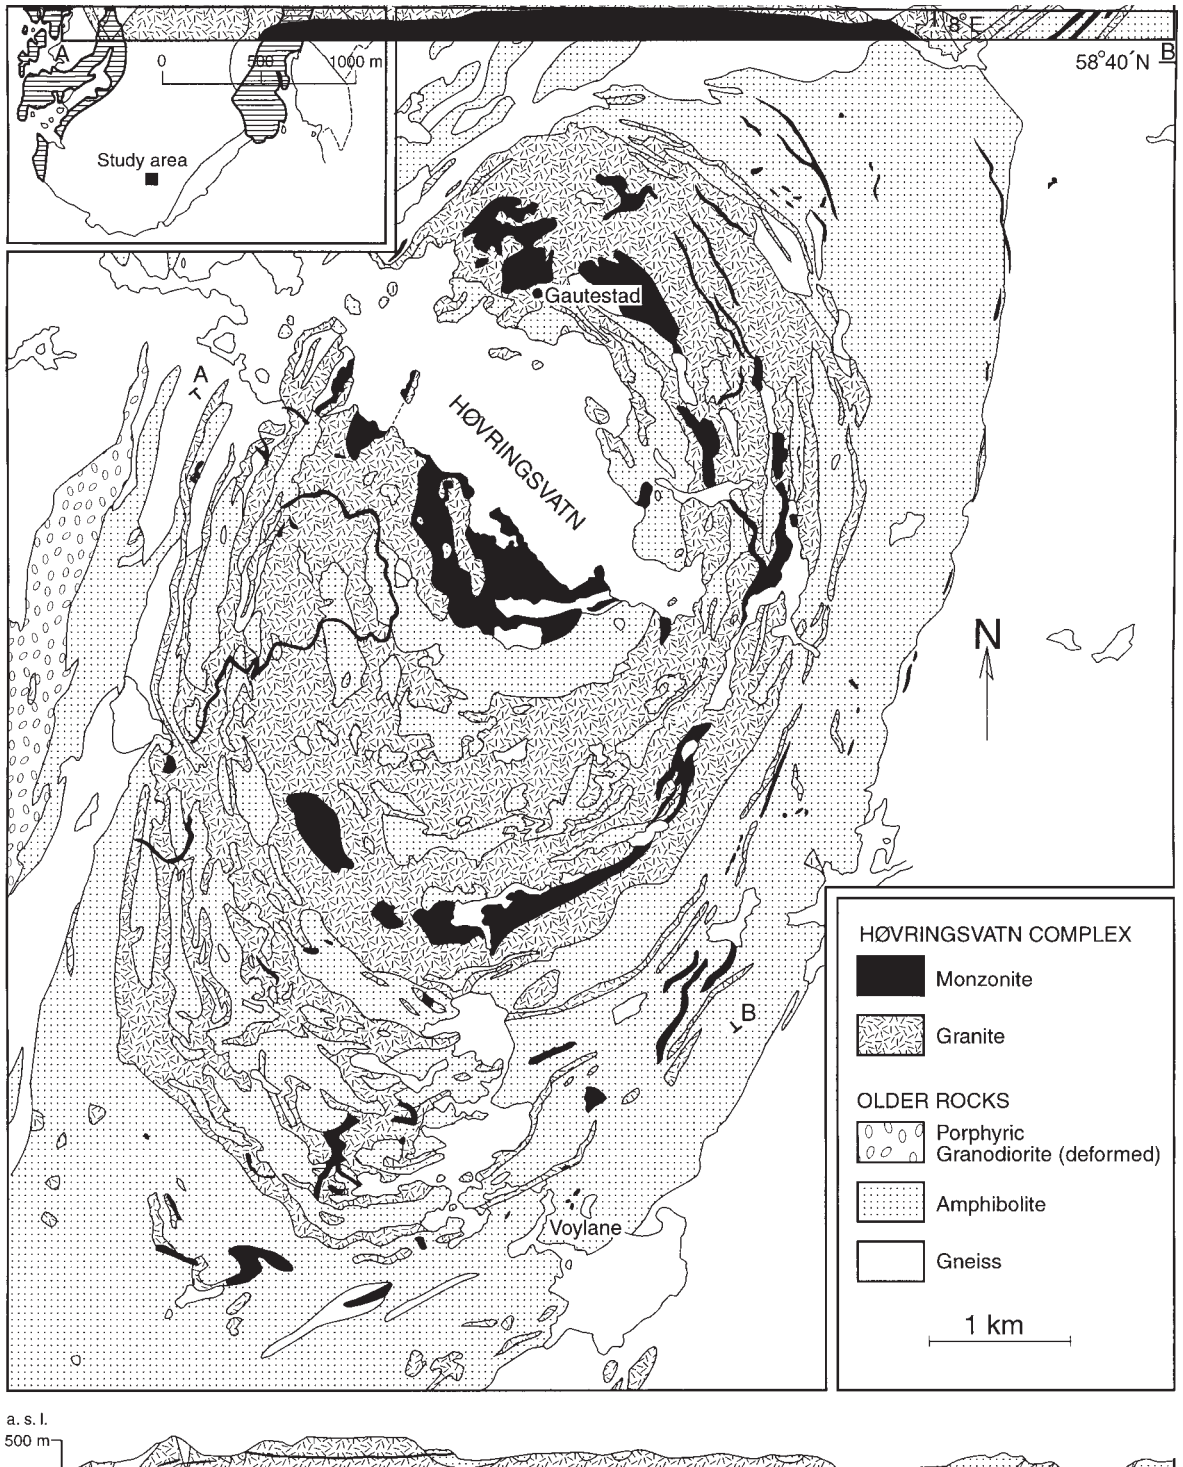 8°E
A
B
0 500 1000 m
58°40´N
Study area
Gautestad
A
HØVRINGSVATN
N
B
Voylane
HØVRINGSVATN COMPLEX
Monzonite
Granite
OLDER ROCKS
Porphyric
Granodiorite (deformed)
Amphibolite
Gneiss
1 km
a. s. l.
500 m